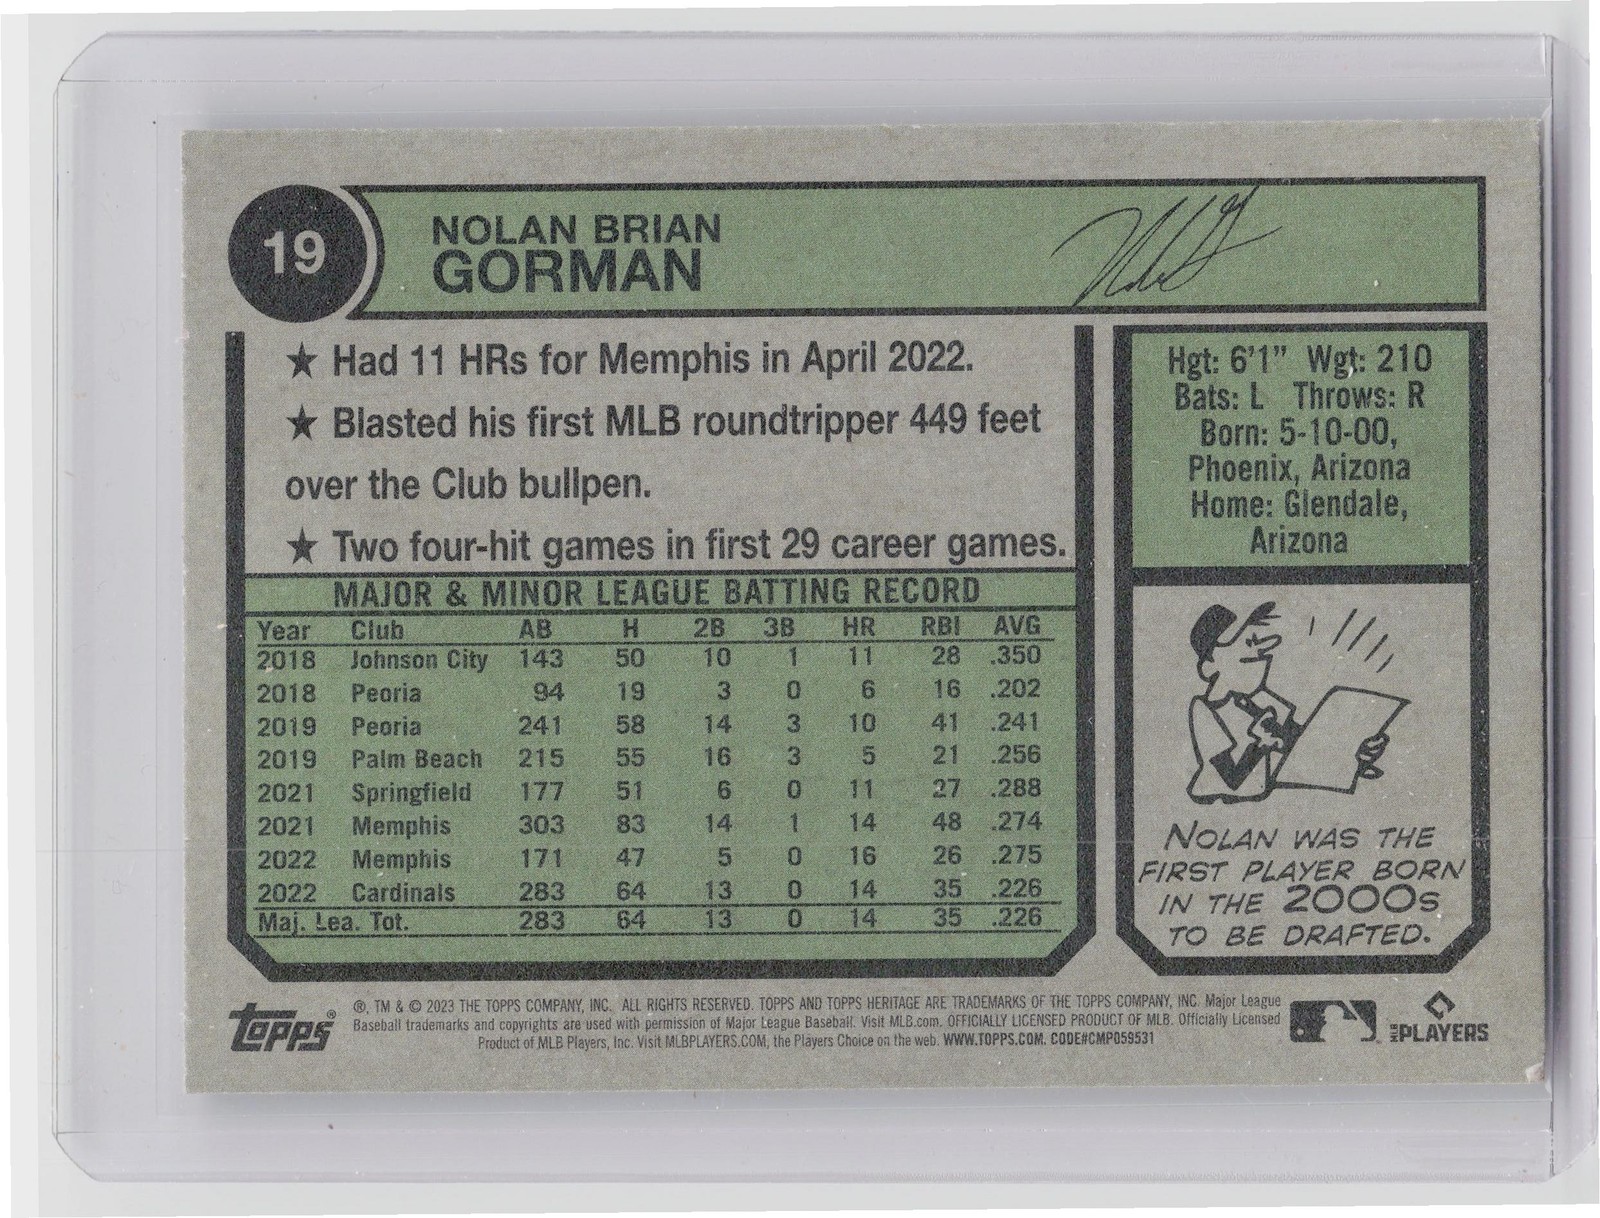 19
NOLAN BRIAN
GORMAN
★ Had 11 HRs for Memphis in April 2022.
★ Blasted his first MLB roundtripper 449 feet
over the Club bullpen.
★ Two four-hit games in first 29 career games.
MAJOR & MINOR LEAGUE BATTING RECORD
Year Club AB H 2B 3B HR RBI AVG
2018 Johnson City 143 50 10 1 11 28 .350
2018 Peoria 94 19 3 0 6 16 .202
2019 Peoria 241 58 14 3 10 41 .241
2019 Palm Beach 215 55 16 3 5 21 .256
2021 Springfield 177 51 6 0 11 27 .288
2021 Memphis 303 83 14 1 14 48 .274
2022 Memphis 171 47 5 0 16 26 .275
2022 Cardinals 283 64 13 0 14 35 .226
Maj. Lea. Tot. 283 64 13 0 14 35 .226
Hgt: 6'1" Wgt: 210
Bats: L Throws: R
Born: 5-10-00,
Phoenix, Arizona
Home: Glendale,
Arizona
NOLAN WAS THE
FIRST PLAYER BORN
IN THE 2000s
TO BE DRAFTED.
Topps®
®, TM & © 2023 THE TOPPS COMPANY, INC. ALL RIGHTS RESERVED. TOPPS AND TOPPS HERITAGE ARE TRADEMARKS OF THE TOPPS COMPANY, INC. Major League
Baseball trademarks and copyrights are used with permission of Major League Baseball. Visit MLB.com. OFFICIALLY LICENSED PRODUCT OF MLB. Officially Licensed
Product of MLB Players, Inc. Visit MLBPLAYERS.COM, the Players Choice on the web. WWW.TOPPS.COM. CODE#CMP059531
MLB PLAYERS